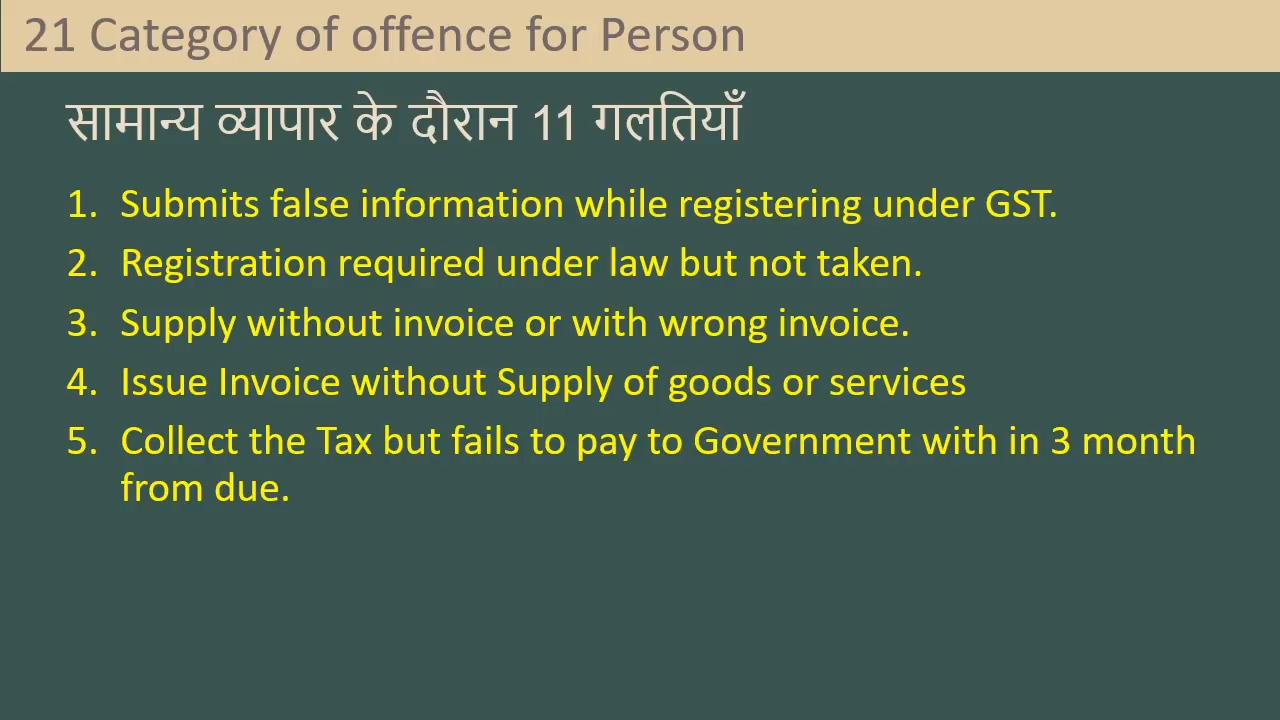 21 Category of offence for Person
सामान्य व्यापार के दौरान 11 गलतियाँ
1. Submits false information while registering under GST.
2. Registration required under law but not taken.
3. Supply without invoice or with wrong invoice.
4. Issue Invoice without Supply of goods or services
5. Collect the Tax but fails to pay to Government with in 3 month
from due.